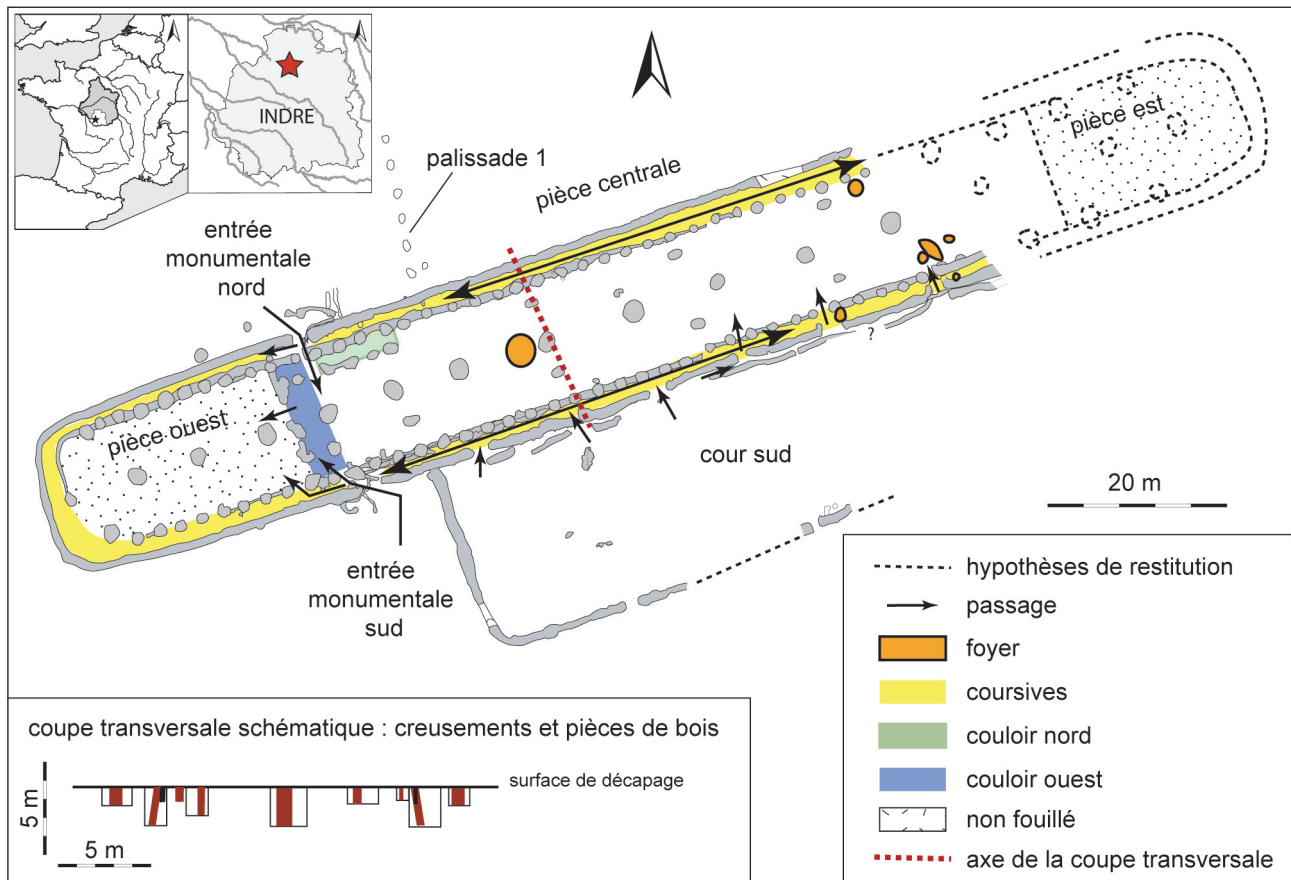 INDRE
palissade 1
pièce centrale
pièce est
entrée
monumentale
nord
pièce ouest
?
cour sud
20 m
entrée
monumentale
sud
hypothèses de restitution
passage
foyer
coursives
couloir nord
couloir ouest
non fouillé
axe de la coupe transversale
coupe transversale schématique : creusements et pièces de bois
surface de décapage
5 m
5 m